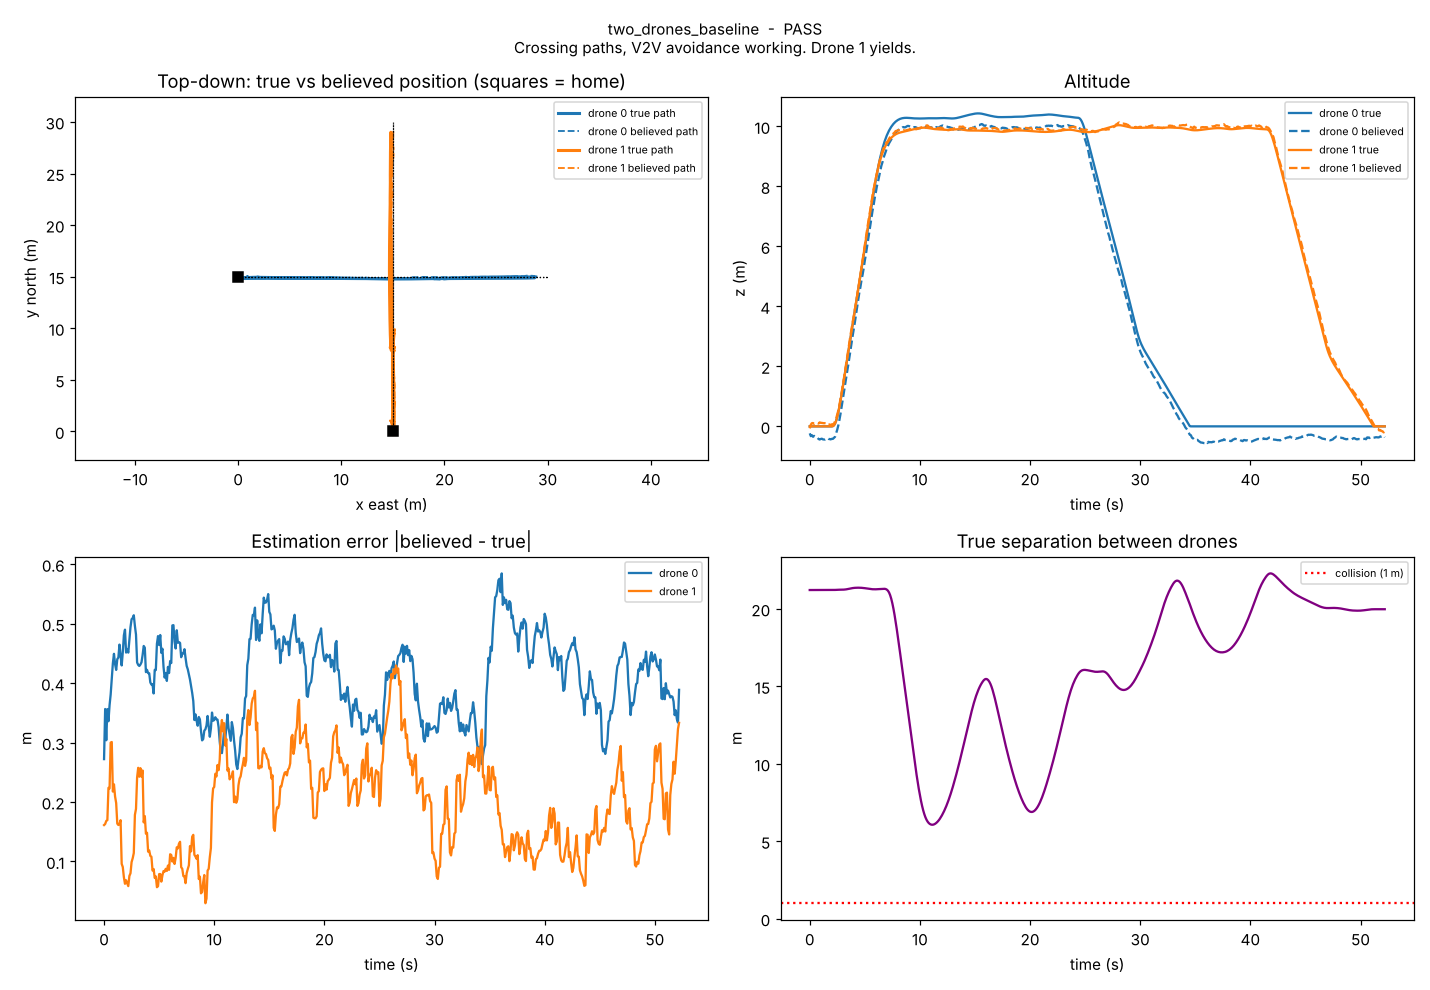 two_drones_baseline - PASS
Crossing paths, V2V avoidance working. Drone 1 yields.
Top-down: true vs believed position (squares = home)
drone 0 true path
drone 0 believed path
drone 1 true path
drone 1 believed path
30
25
20
15
10
5
0
y north (m)
−10
0
10
20
30
40
x east (m)
Altitude
drone 0 true
drone 0 believed
drone 1 true
drone 1 believed
10
8
6
4
2
0
z (m)
0
10
20
30
40
50
time (s)
Estimation error |believed - true|
drone 0
drone 1
0.6
0.5
0.4
0.3
0.2
0.1
m
0
10
20
30
40
50
time (s)
True separation between drones
collision (1 m)
20
15
10
5
0
m
0
10
20
30
40
50
time (s)